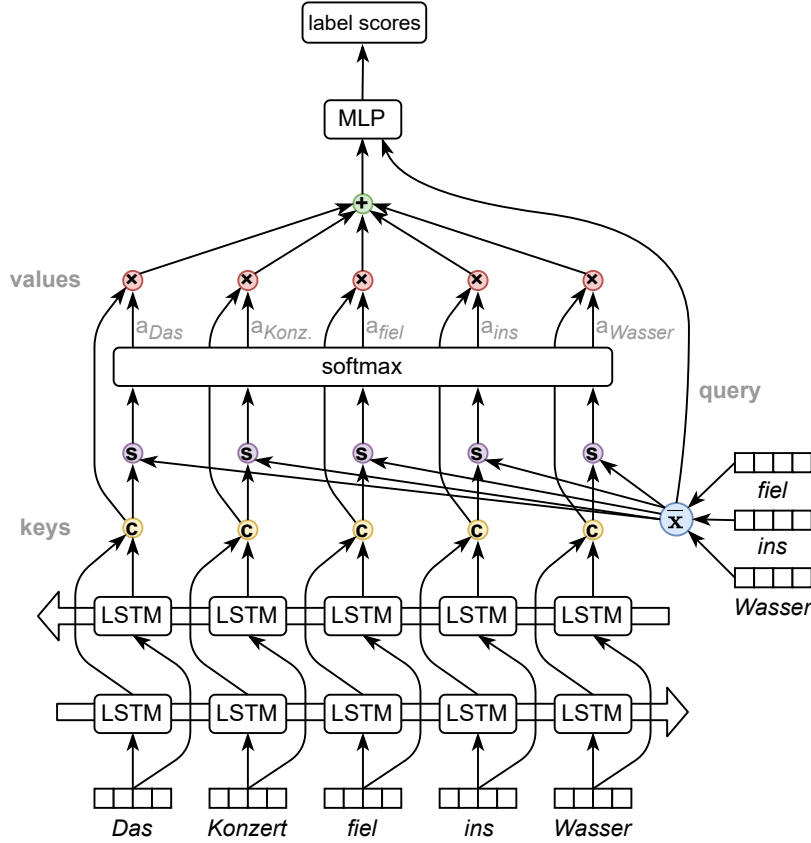 label scores
MLP
+
values × × × × ×
a_Das a_Konz. a_fiel a_ins a_Wasser
softmax
query
s s s s s
fiel
keys c c c c c x̄
ins
Wasser
LSTM LSTM LSTM LSTM LSTM
LSTM LSTM LSTM LSTM LSTM
Das Konzert fiel ins Wasser